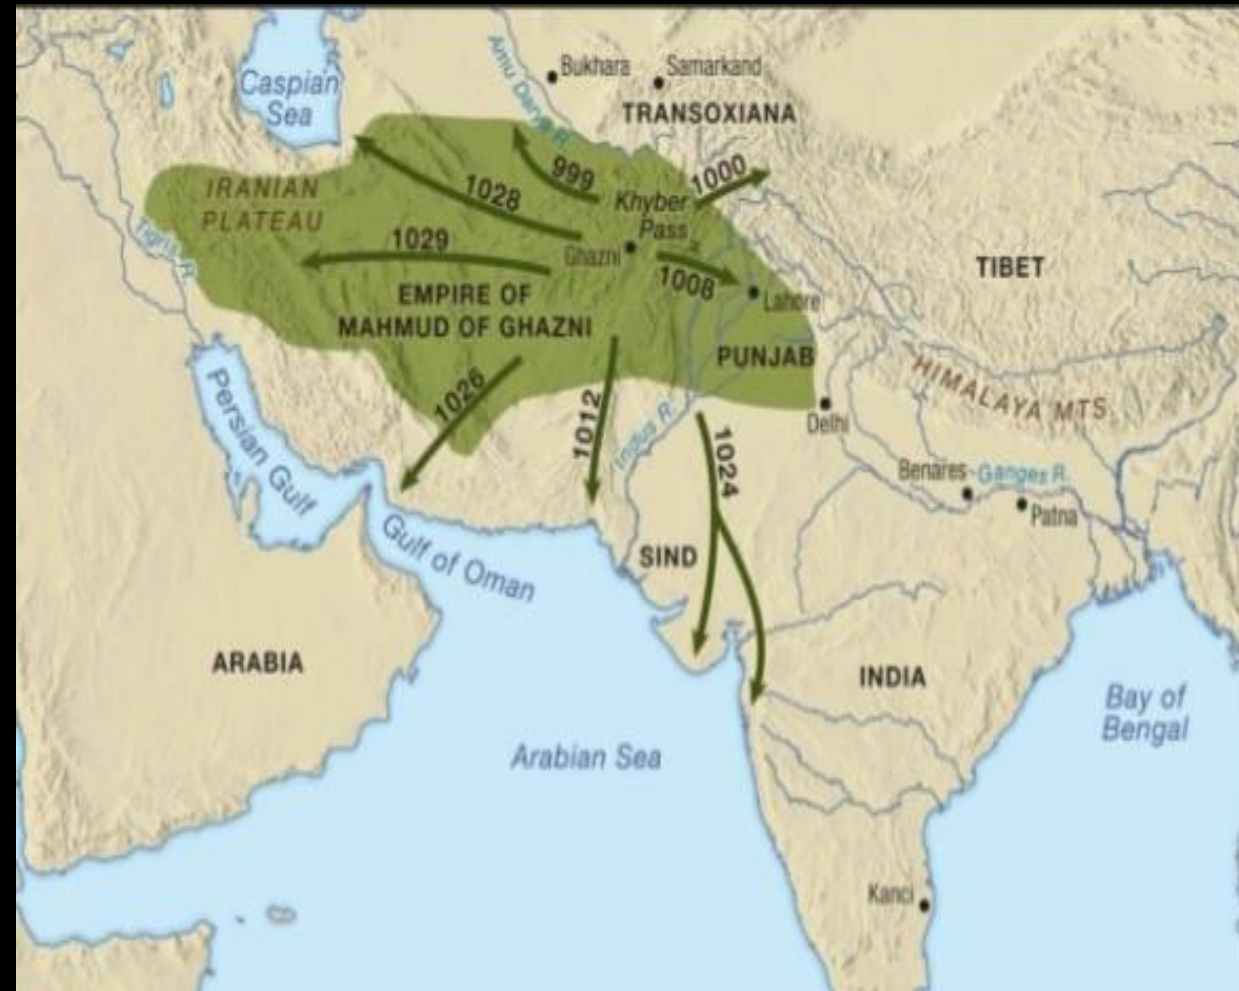 Caspian
Sea
Amu Darya R.
Bukhara
Samarkand
TRANSOXIANA
IRANIAN
PLATEAU
Tigris R.
999
1028
1029
1000
Khyber
Pass
Ghazni
1008
Lahore
TIBET
EMPIRE OF
MAHMUD OF GHAZNI
PUNJAB
HIMALAYA MTS.
1026
1012
Indus R.
1024
Delhi
Benares
Ganges R.
Patna
Persian Gulf
Gulf of Oman
SIND
ARABIA
INDIA
Arabian Sea
Bay of
Bengal
Kanci